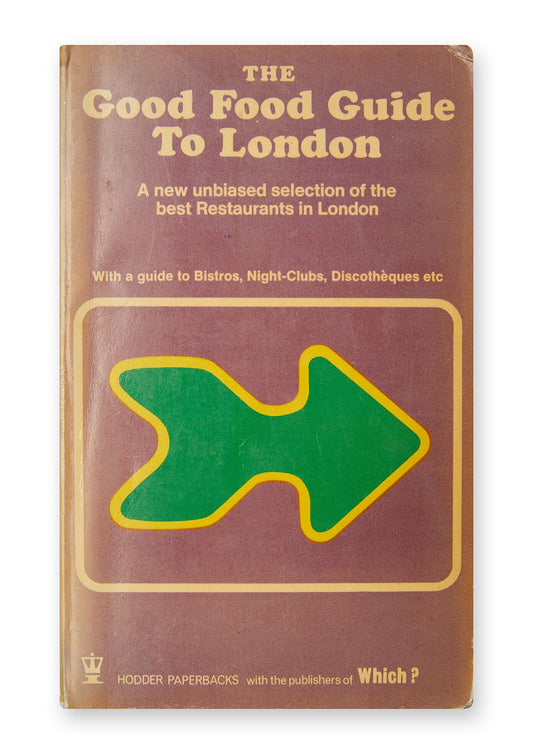 THE
Good Food Guide
To London
A new unbiased selection of the
best Restaurants in London
With a guide to Bistros, Night-Clubs, Discothèques etc
HODDER PAPERBACKS with the publishers of Which?